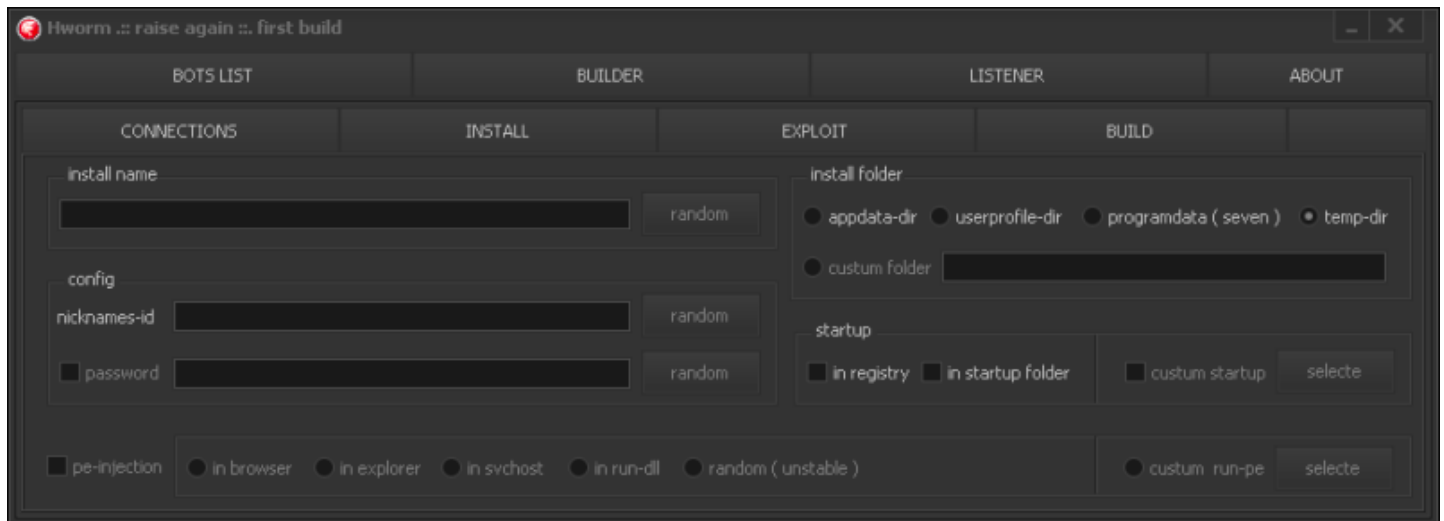 Hworm .:: raise again ::. first build
BOTS LIST BUILDER LISTENER ABOUT
CONNECTIONS INSTALL EXPLOIT BUILD
install name
random
install folder
appdata-dir userprofile-dir programdata ( seven ) temp-dir
custum folder
config
nicknames-id random
password random
startup
in registry in startup folder custum startup selecte
pe-injection in browser in explorer in svchost in run-dll random ( unstable ) custum run-pe selecte